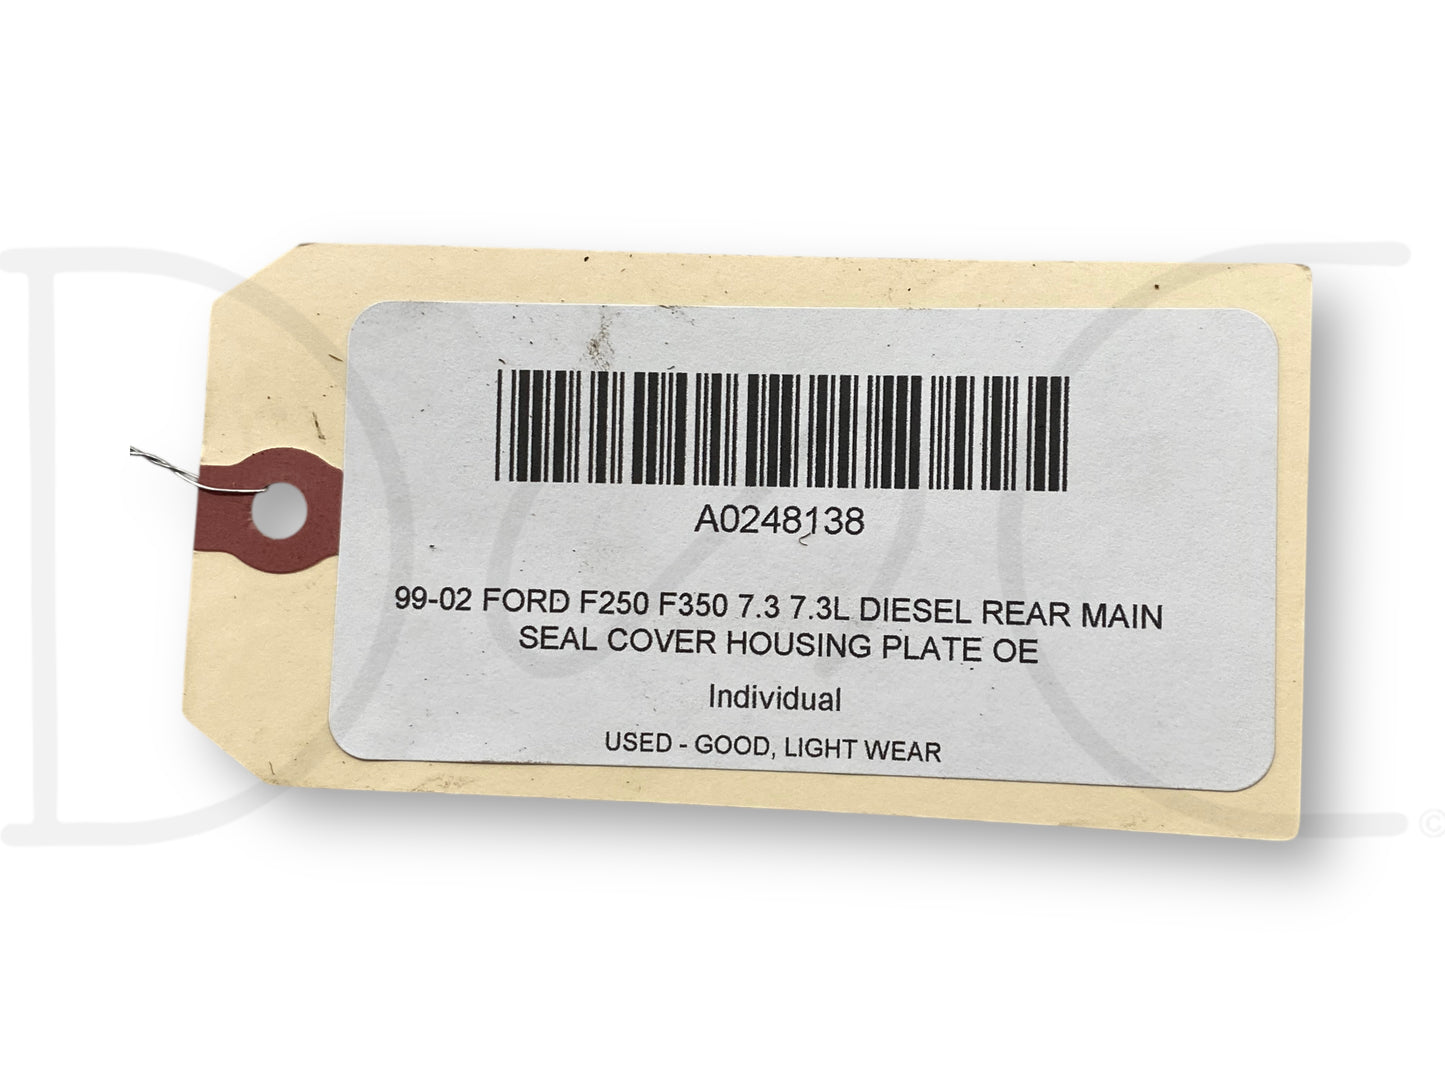 A0248138
99-02 FORD F250 F350 7.3 7.3L DIESEL REAR MAIN
SEAL COVER HOUSING PLATE OE
Individual
USED - GOOD, LIGHT WEAR
©